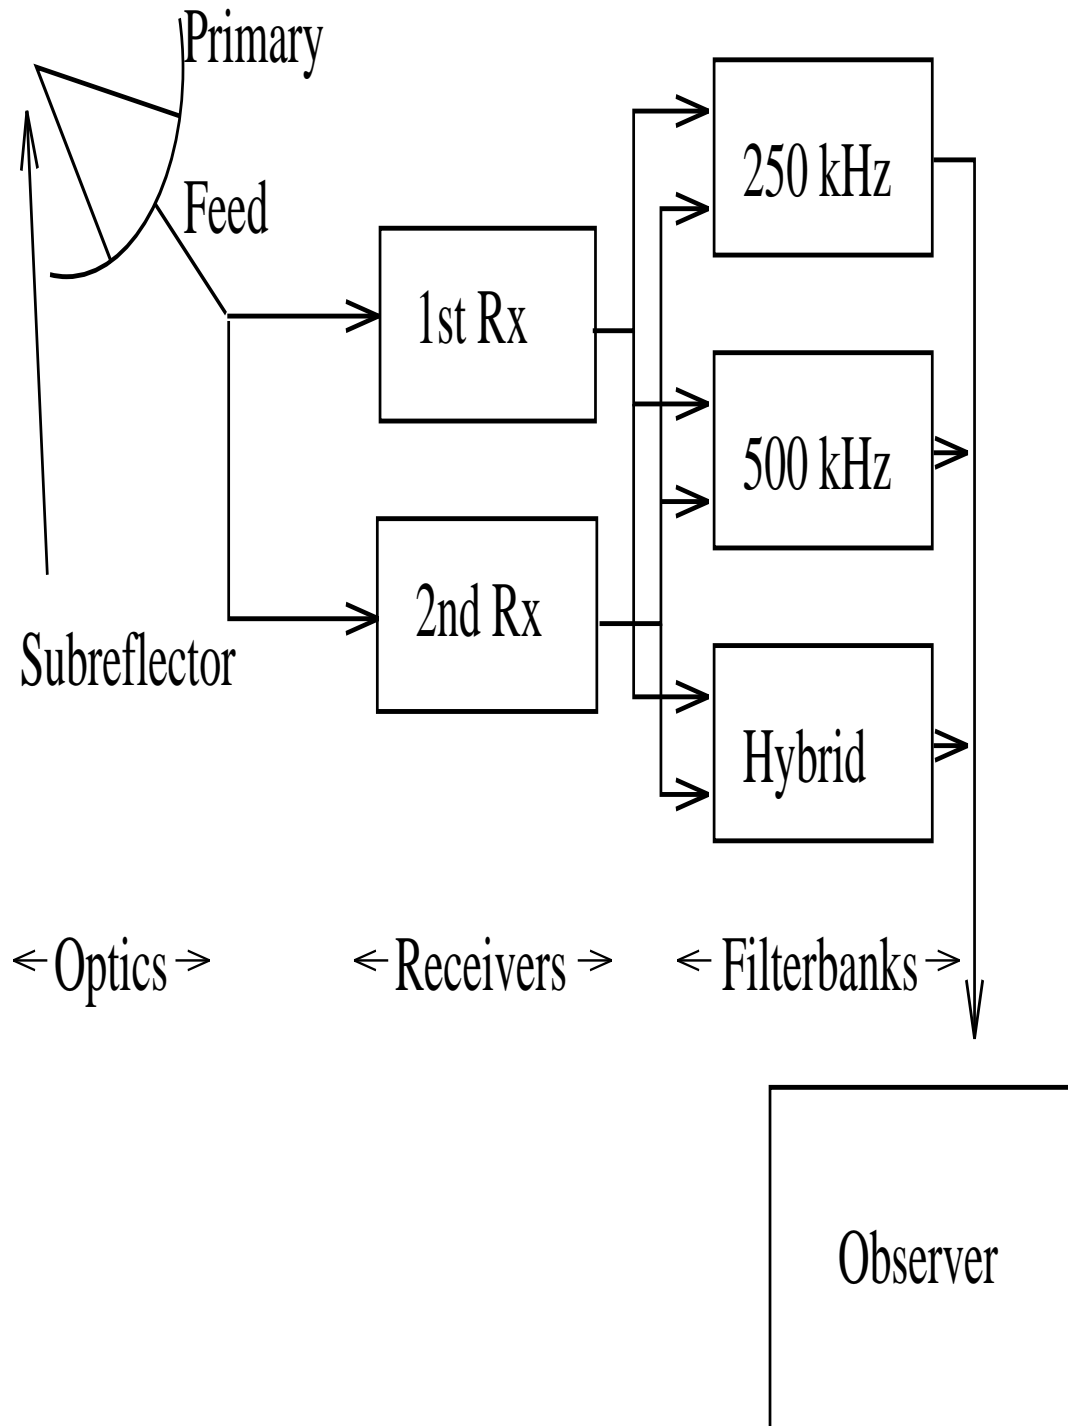 Primary
Feed
Subreflector
1st Rx
2nd Rx
250 kHz
500 kHz
Hybrid
Optics
Receivers
Filterbanks
Observer